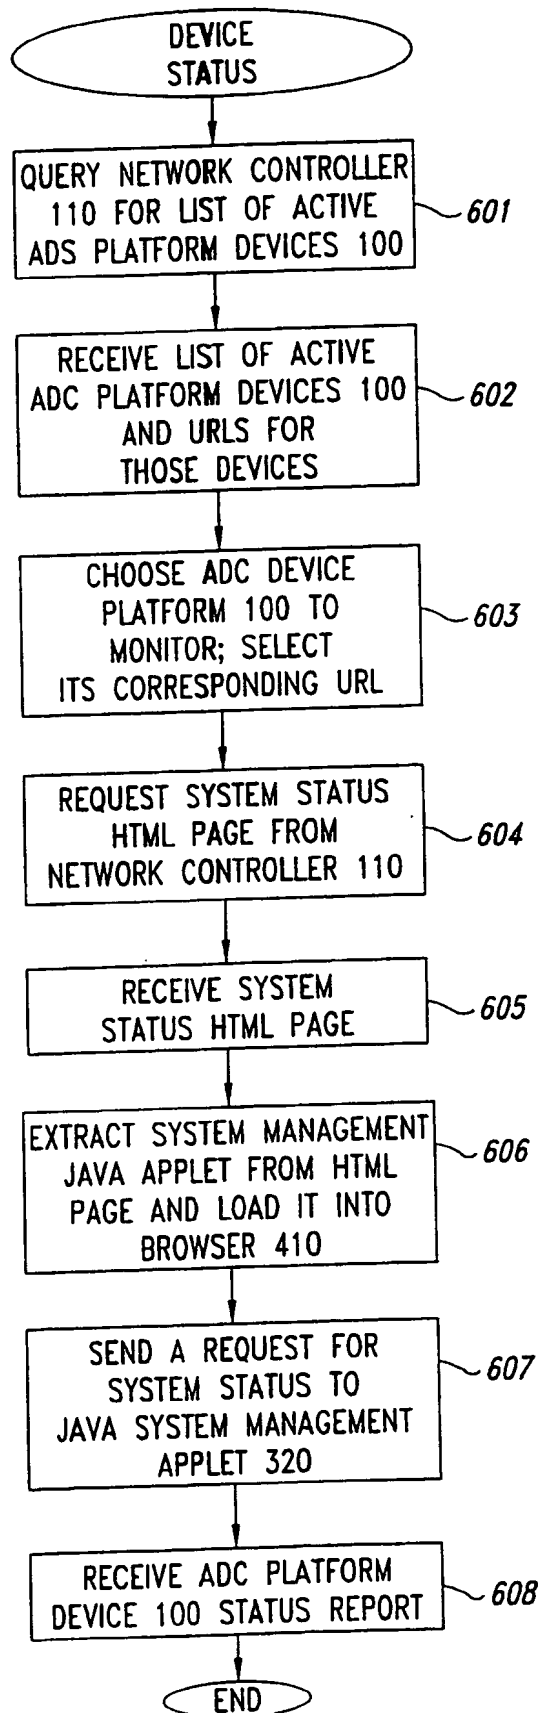 DEVICE
STATUS
QUERY NETWORK CONTROLLER
110 FOR LIST OF ACTIVE
ADS PLATFORM DEVICES 100
601
RECEIVE LIST OF ACTIVE
ADC PLATFORM DEVICES 100
AND URLS FOR
THOSE DEVICES
602
CHOOSE ADC DEVICE
PLATFORM 100 TO
MONITOR; SELECT
ITS CORRESPONDING URL
603
REQUEST SYSTEM STATUS
HTML PAGE FROM
NETWORK CONTROLLER 110
604
RECEIVE SYSTEM
STATUS HTML PAGE
605
EXTRACT SYSTEM MANAGEMENT
JAVA APPLET FROM HTML
PAGE AND LOAD IT INTO
BROWSER 410
606
SEND A REQUEST FOR
SYSTEM STATUS TO
JAVA SYSTEM MANAGEMENT
APPLET 320
607
RECEIVE ADC PLATFORM
DEVICE 100 STATUS REPORT
608
END